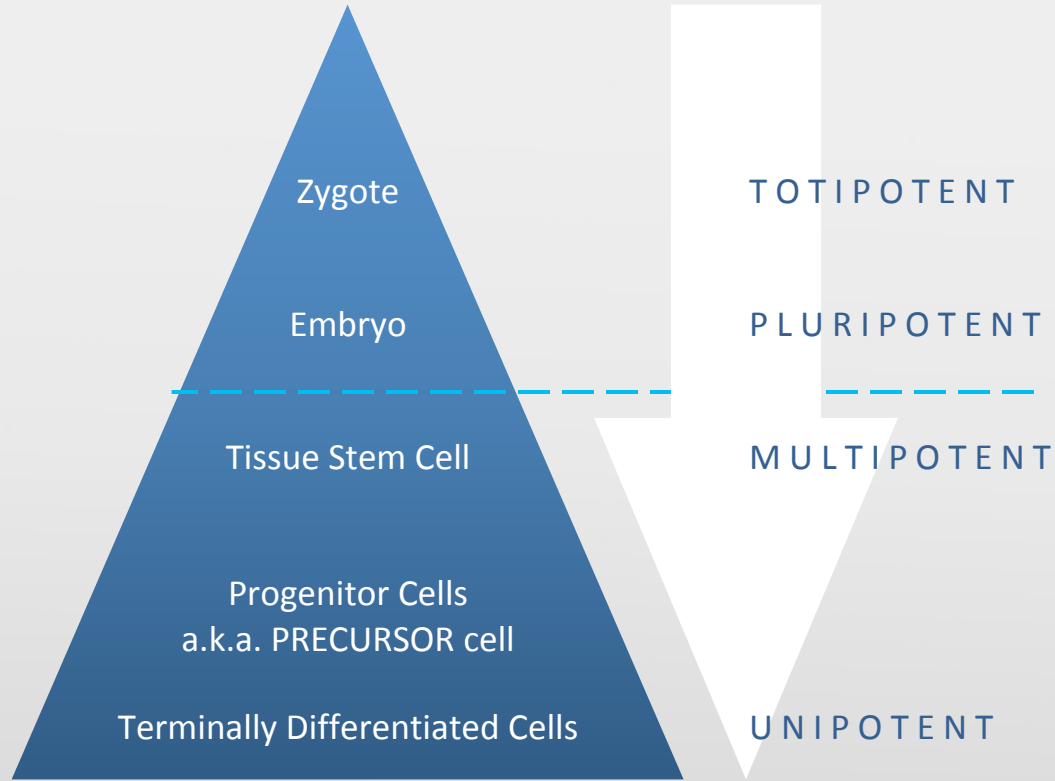 Zygote
TOTIPOTENT
Embryo
PLURIPOTENT
Tissue Stem Cell
MULTIPOTENT
Progenitor Cells
a.k.a. PRECURSOR cell
Terminally Differentiated Cells
UNIPOTENT